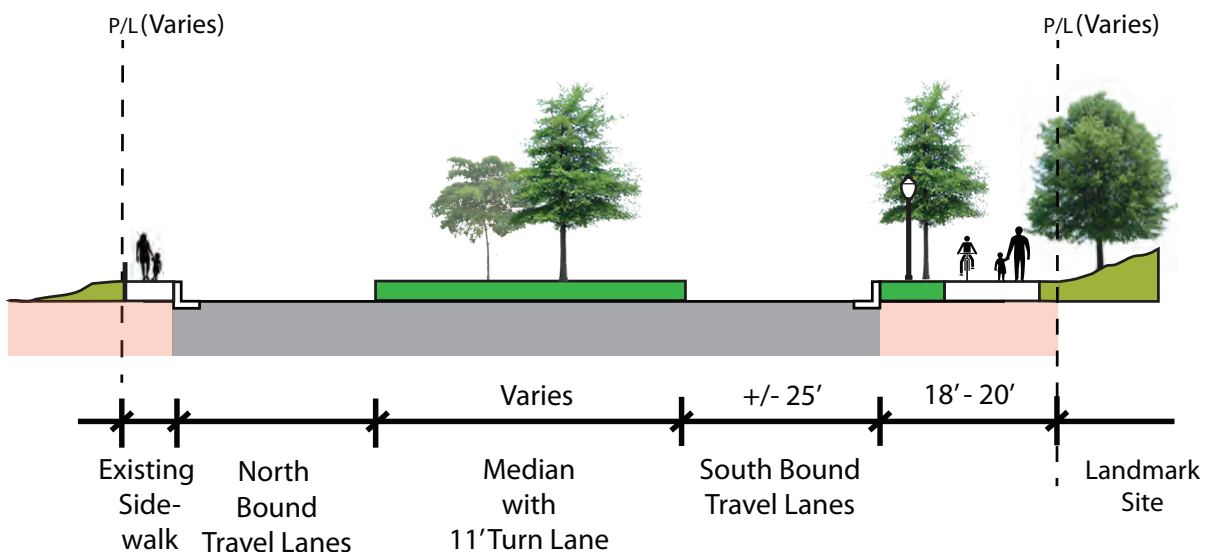 P/L (Varies)
P/L (Varies)
Varies
+/- 25'
18' - 20'
Existing
Side-
walk
North
Bound
Travel Lanes
Median
with
11' Turn Lane
South Bound
Travel Lanes
Landmark
Site